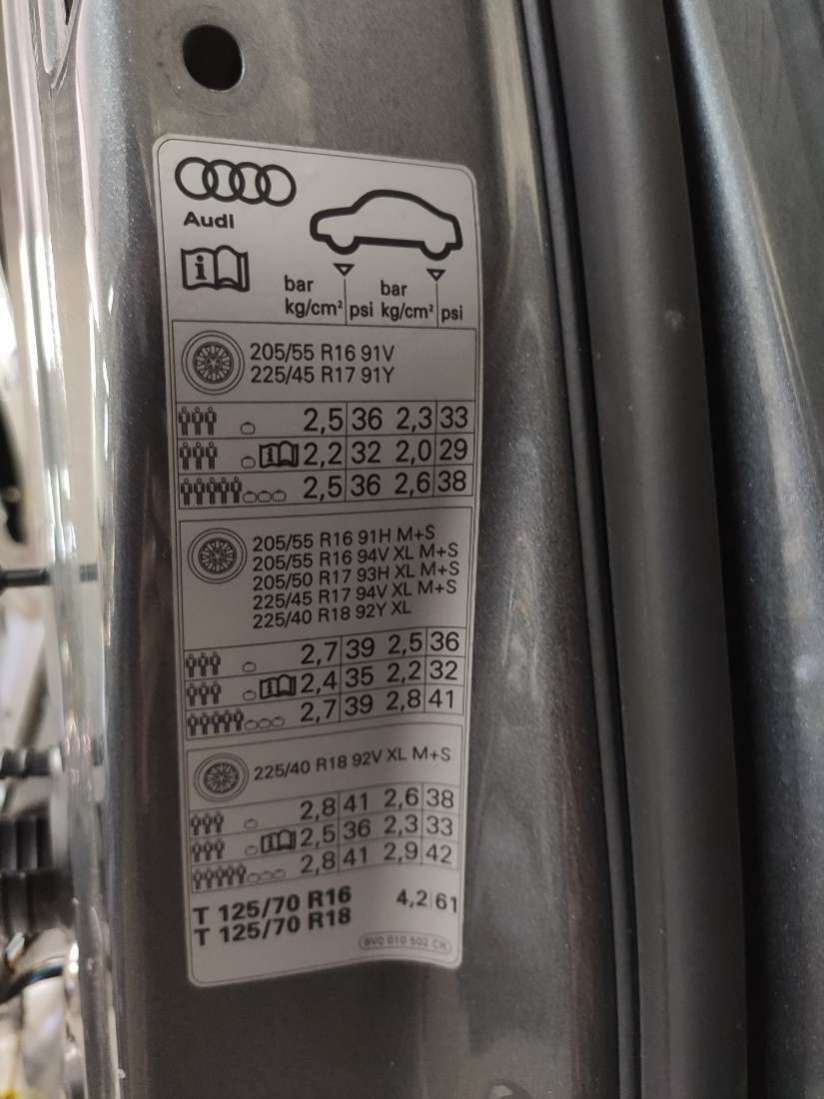 Audi
i
bar bar
kg/cm² psi kg/cm² psi
205/55 R16 91V
225/45 R17 91Y
2,5 36 2,3 33
i 2,2 32 2,0 29
2,5 36 2,6 38
205/55 R16 91H M+S
205/55 R16 94V XL M+S
205/50 R17 93H XL M+S
225/45 R17 94V XL M+S
225/40 R18 92Y XL
2,7 39 2,5 36
i 2,4 35 2,2 32
2,7 39 2,8 41
225/40 R18 92V XL M+S
2,8 41 2,6 38
i 2,5 36 2,3 33
2,8 41 2,9 42
T 125/70 R16 4,2 61
T 125/70 R18
8V0 010 502 CK